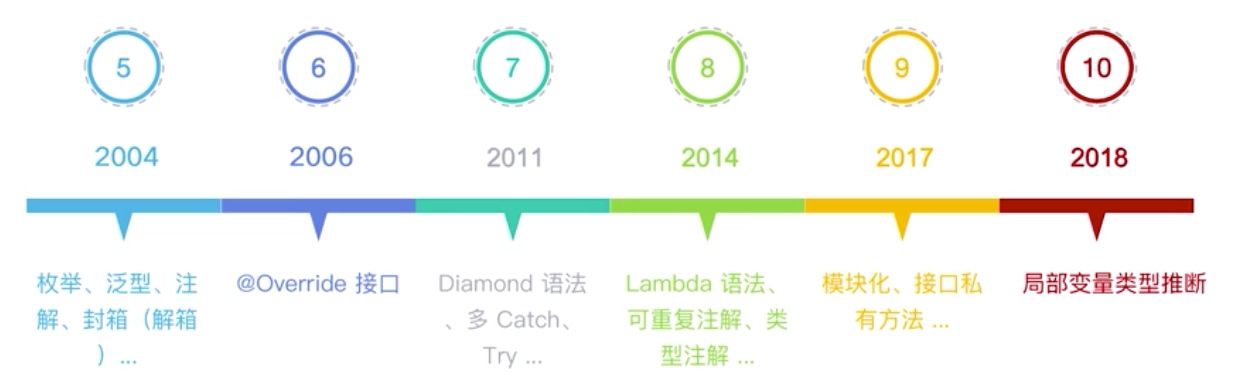 5
6
7
8
9
10
2004
2006
2011
2014
2017
2018
枚举、泛型、注
解、封箱（解箱
）...
@Override 接口
Diamond 语法
、多 Catch、
Try ...
Lambda 语法、
可重复注解、类
型注解 ...
模块化、接口私
有方法 ...
局部变量类型推断